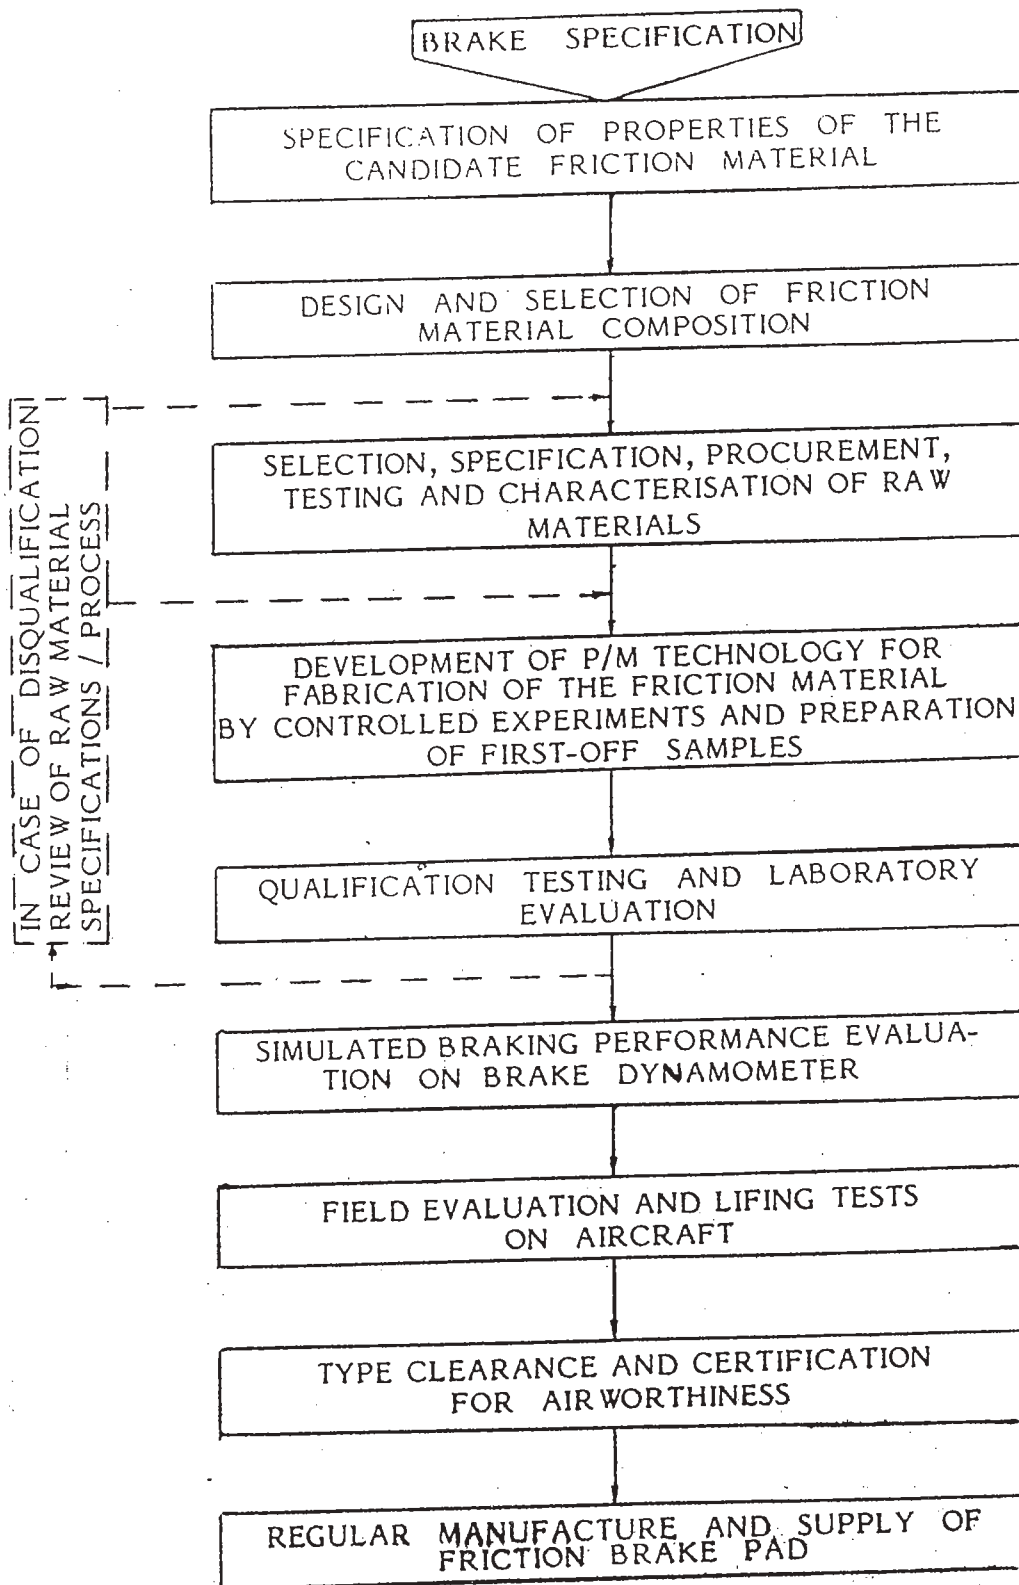 BRAKE SPECIFICATION
SPECIFICATION OF PROPERTIES OF THE
CANDIDATE FRICTION MATERIAL
DESIGN AND SELECTION OF FRICTION
MATERIAL COMPOSITION
IN CASE OF DISQUALIFICATION
REVIEW OF RAW MATERIAL
SPECIFICATIONS / PROCESS
SELECTION, SPECIFICATION, PROCUREMENT,
TESTING AND CHARACTERISATION OF RAW
MATERIALS
DEVELOPMENT OF P/M TECHNOLOGY FOR
FABRICATION OF THE FRICTION MATERIAL
BY CONTROLLED EXPERIMENTS AND PREPARATION
OF FIRST-OFF SAMPLES
QUALIFICATION TESTING AND LABORATORY
EVALUATION
SIMULATED BRAKING PERFORMANCE EVALUA-
TION ON BRAKE DYNAMOMETER
FIELD EVALUATION AND LIFING TESTS
ON AIRCRAFT
TYPE CLEARANCE AND CERTIFICATION
FOR AIRWORTHINESS
REGULAR MANUFACTURE AND SUPPLY OF
FRICTION BRAKE PAD